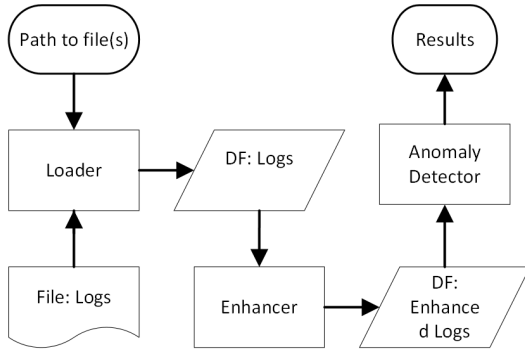 Path to file(s)
Results
Loader
DF: Logs
Anomaly
Detector
File: Logs
Enhancer
DF:
Enhance
d Logs